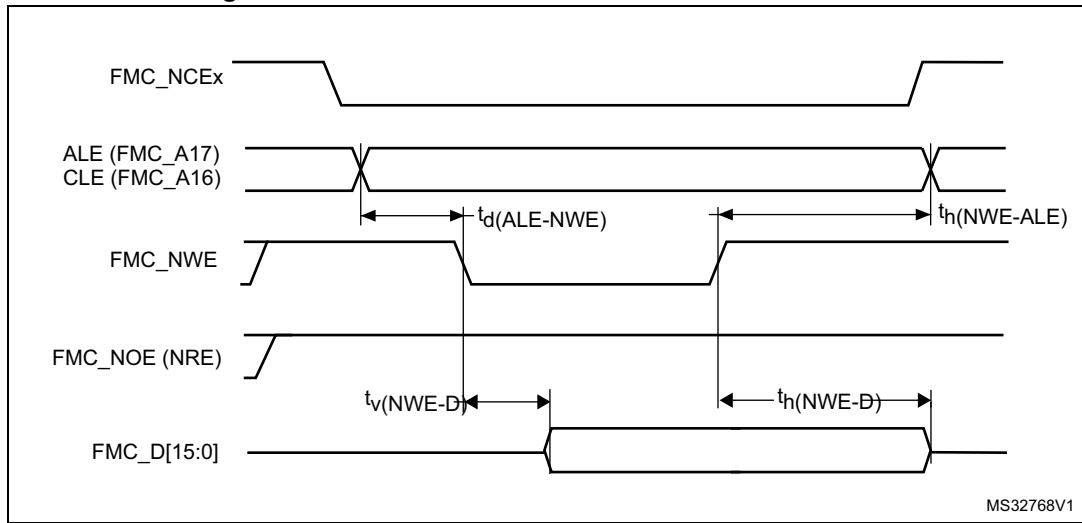 FMC_NCEx
ALE (FMC_A17)
CLE (FMC_A16)
td(ALE-NWE)
th(NWE-ALE)
FMC_NWE
FMC_NOE (NRE)
tv(NWE-D)
th(NWE-D)
FMC_D[15:0]
MS32768V1